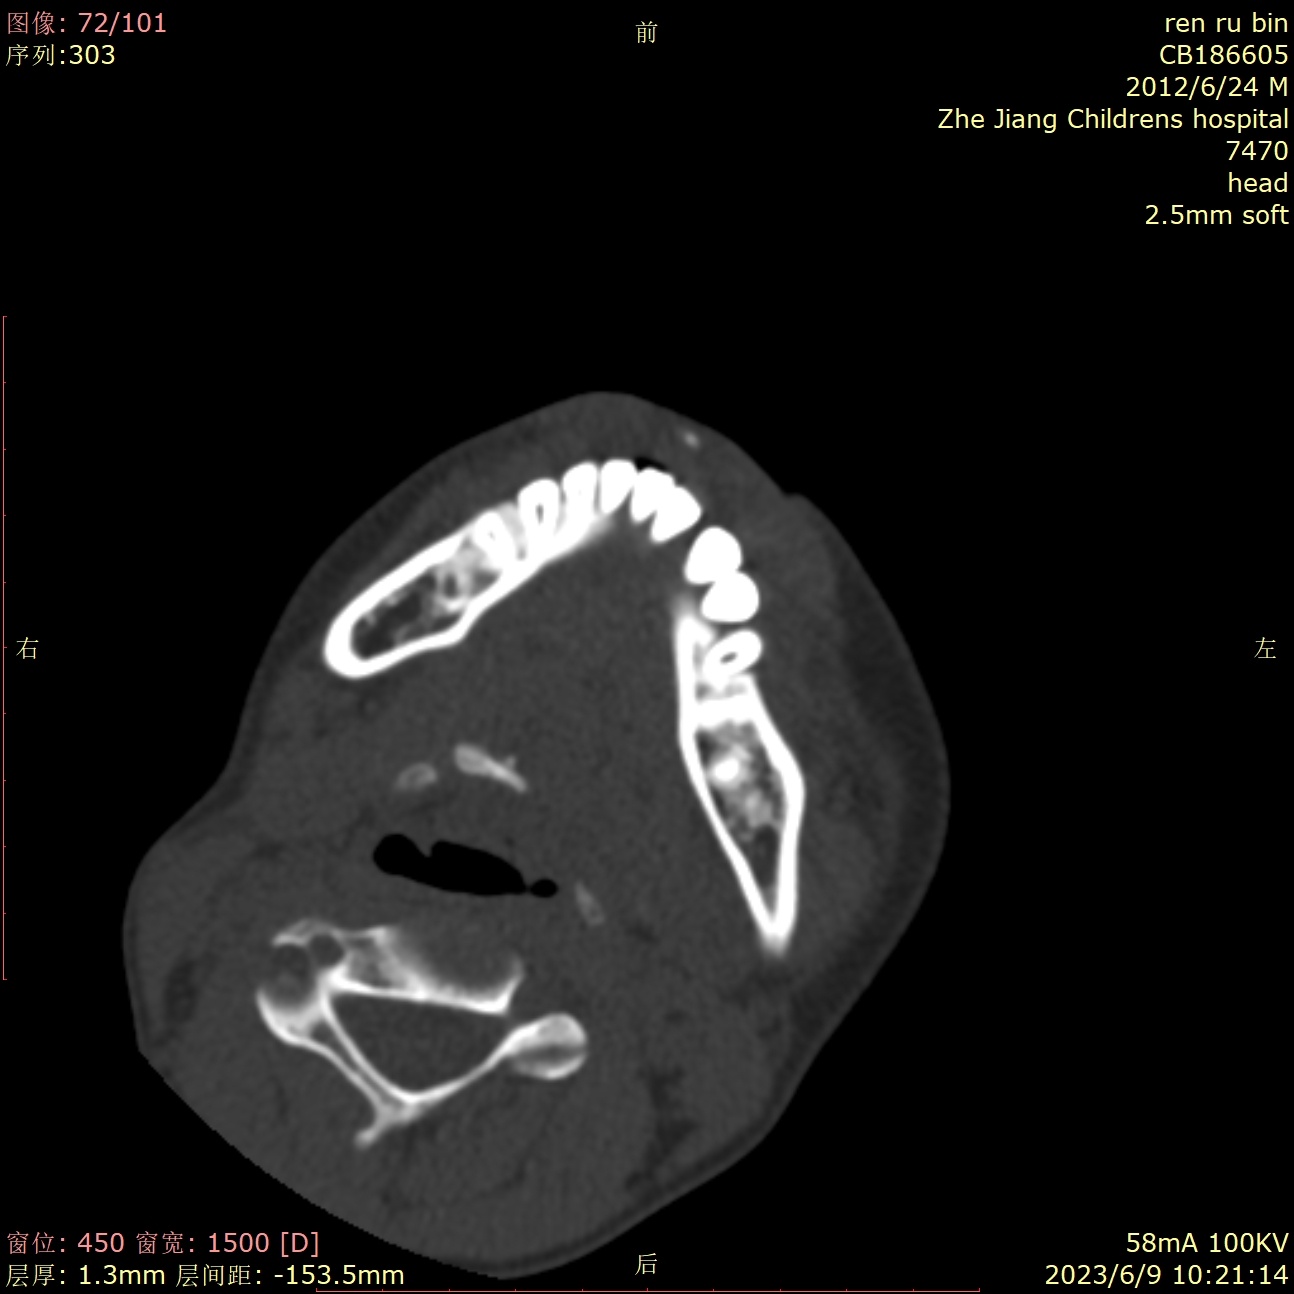 图像: 72/101
序列:303
前
ren ru bin
CB186605
2012/6/24 M
Zhe Jiang Childrens hospital
7470
head
2.5mm soft
右
左
窗位: 450 窗宽: 1500 [D]
层厚: 1.3mm 层间距: -153.5mm
后
58mA 100KV
2023/6/9 10:21:14